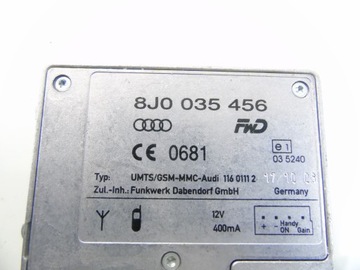 8J0 035 456
FWD
CE 0681
e1
03 5240
Typ: UMTS/GSM-MMC-Audi 116 0111 2
Zul.-Inh.: Funkwerk Dabendorf GmbH Germany
12V
400mA
+ - Handy Gain
ON